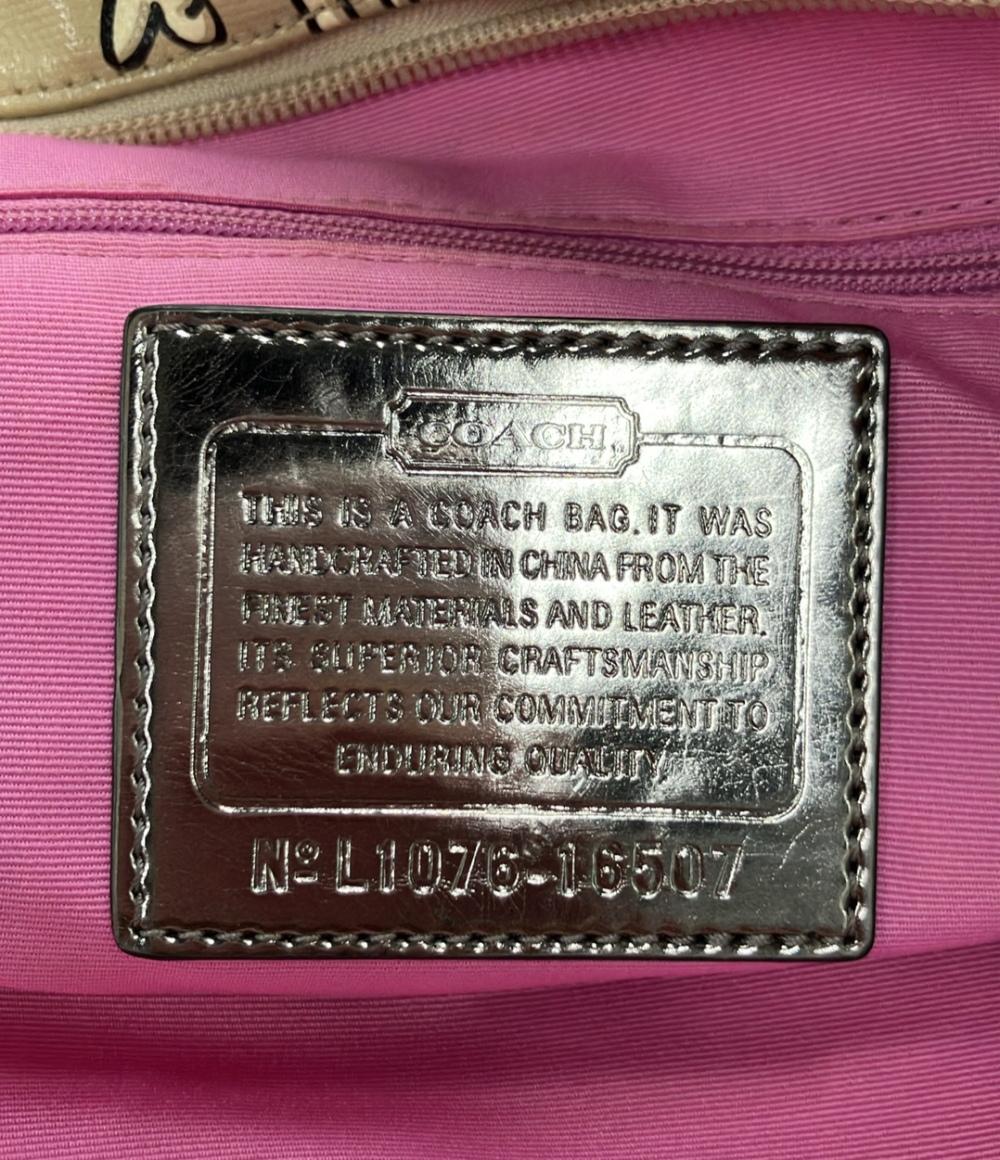 COACH
THIS IS A COACH BAG. IT WAS
HANDCRAFTED IN CHINA FROM THE
FINEST MATERIALS AND LEATHER.
ITS SUPERIOR CRAFTSMANSHIP
REFLECTS OUR COMMITMENT TO
ENDURING QUALITY.
Nº L1076-16507